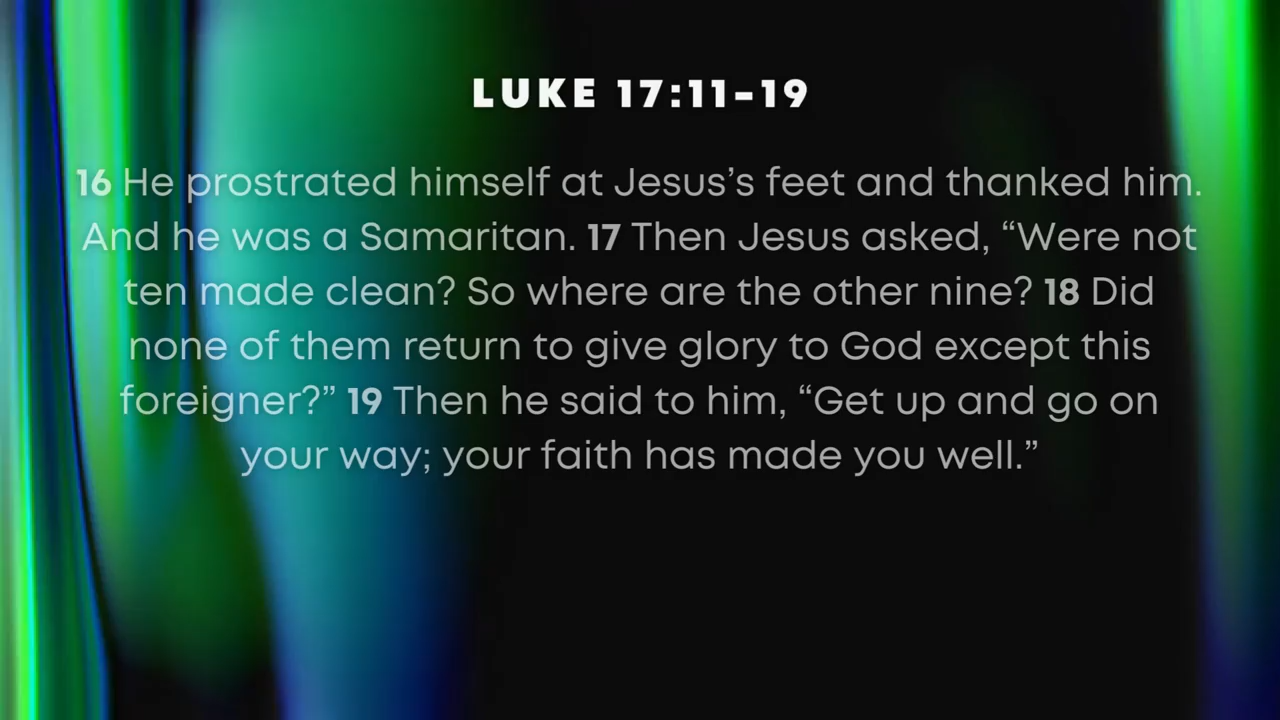 LUKE 17:11-19
16 He prostrated himself at Jesus’s feet and thanked him.
And he was a Samaritan. 17 Then Jesus asked, “Were not
ten made clean? So where are the other nine? 18 Did
none of them return to give glory to God except this
foreigner?” 19 Then he said to him, “Get up and go on
your way; your faith has made you well.”